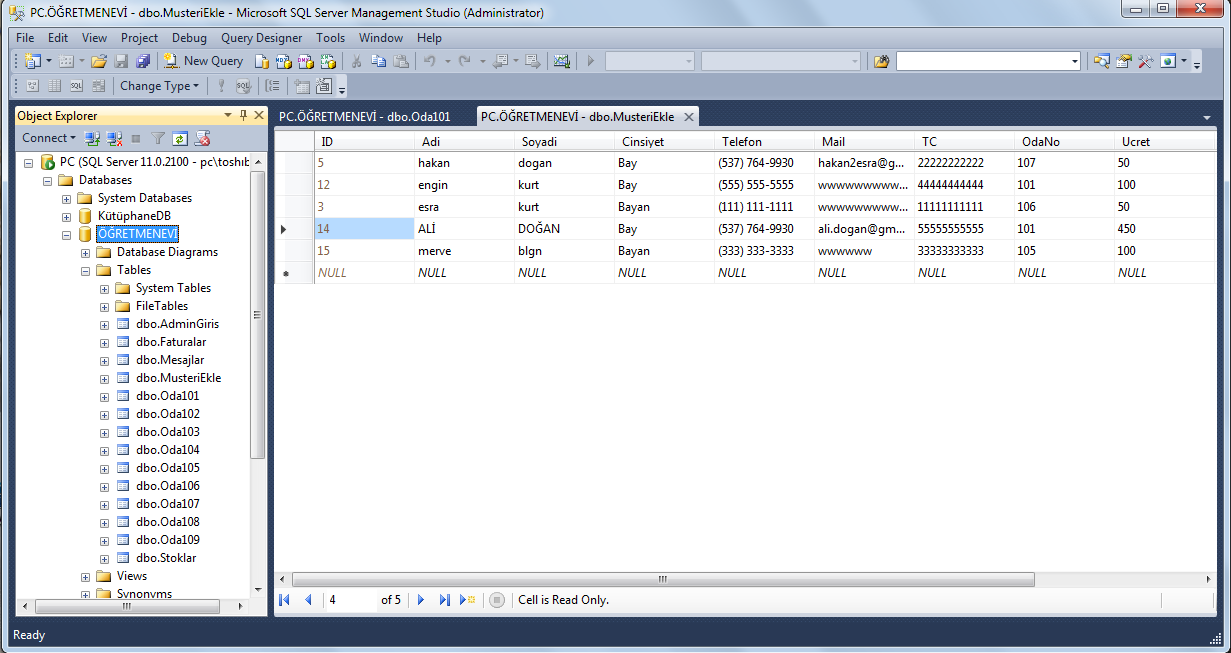 PC.ÖĞRETMENEVİ - dbo.MusteriEkle - Microsoft SQL Server Management Studio (Administrator)
File Edit View Project Debug Query Designer Tools Window Help
New Query
Change Type
Object Explorer
Connect
PC (SQL Server 11.0.2100 - pc\toshib
Databases
System Databases
KütüphaneDB
ÖĞRETMENEVİ
Database Diagrams
Tables
System Tables
FileTables
dbo.AdminGiris
dbo.Faturalar
dbo.Mesajlar
dbo.MusteriEkle
dbo.Oda101
dbo.Oda102
dbo.Oda103
dbo.Oda104
dbo.Oda105
dbo.Oda106
dbo.Oda107
dbo.Oda108
dbo.Oda109
dbo.Stoklar
Views
Synonyms
PC.ÖĞRETMENEVİ - dbo.Oda101 PC.ÖĞRETMENEVİ - dbo.MusteriEkle
ID Adi Soyadi Cinsiyet Telefon Mail TC OdaNo Ucret
5 hakan dogan Bay (537) 764-9930 hakan2esra@g... 22222222222 107 50
12 engin kurt Bay (555) 555-5555 wwwwwwwwww... 44444444444 101 100
3 esra kurt Bayan (111) 111-1111 wwwwwwwwww... 11111111111 106 50
14 ALİ DOĞAN Bay (537) 764-9930 ali.dogan@gm... 55555555555 101 450
15 merve blgn Bayan (333) 333-3333 wwwwww 33333333333 105 100
NULL NULL NULL NULL NULL NULL NULL NULL NULL
4 of 5 Cell is Read Only.
Ready